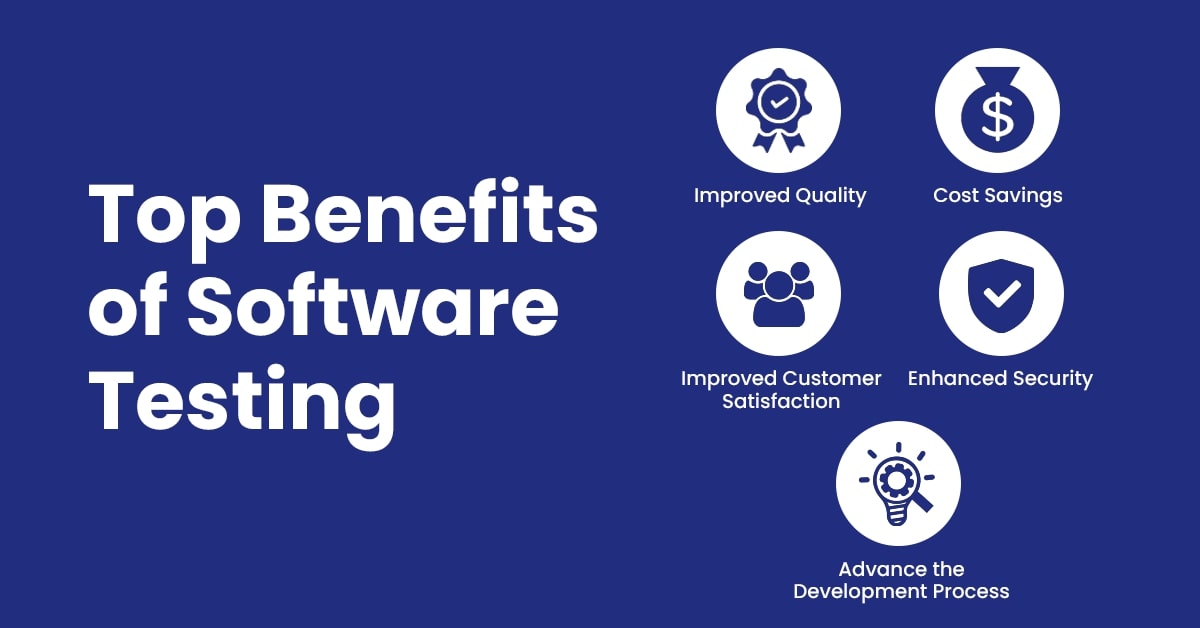 Top Benefits
of Software
Testing
Improved Quality
Cost Savings
Improved Customer
Satisfaction
Enhanced Security
Advance the
Development Process